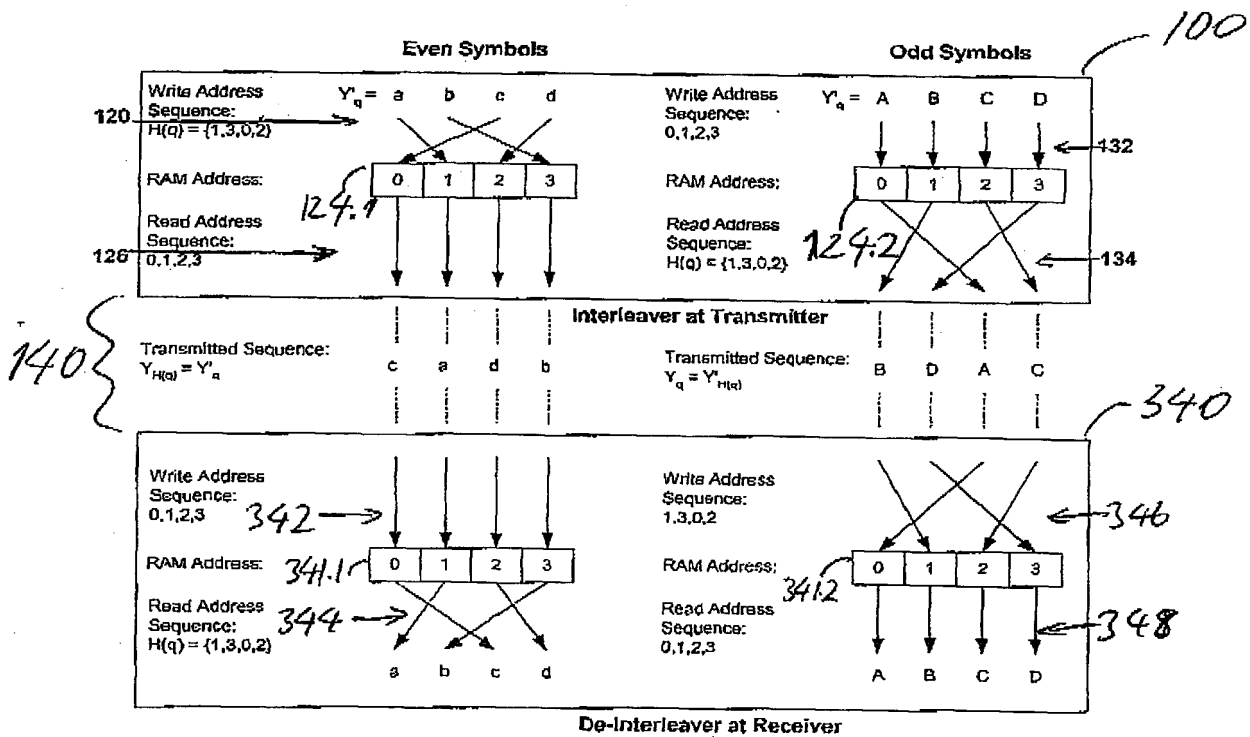 Even Symbols
Odd Symbols
100
Write Address
Sequence:
H(q) = {1,3,0,2}
Y'q = a b c d
120
RAM Address:
0 1 2 3
124.1
Read Address
Sequence:
0,1,2,3
126
Write Address
Sequence:
0,1,2,3
Y'q = A B C D
132
RAM Address:
0 1 2 3
124.2
Read Address
Sequence:
H(q) = {1,3,0,2}
134
Interleaver at Transmitter
140
Transmitted Sequence:
YH(q) = Y'q
c a d b
Transmitted Sequence:
Yq = Y'H(q)
B D A C
340
Write Address
Sequence:
0,1,2,3
342
RAM Address:
341.1
0 1 2 3
Read Address
Sequence:
H(q) = {1,3,0,2}
344
a b c d
Write Address
Sequence:
1,3,0,2
346
RAM Address:
341.2
0 1 2 3
Read Address
Sequence:
0,1,2,3
348
A B C D
De-Interleaver at Receiver